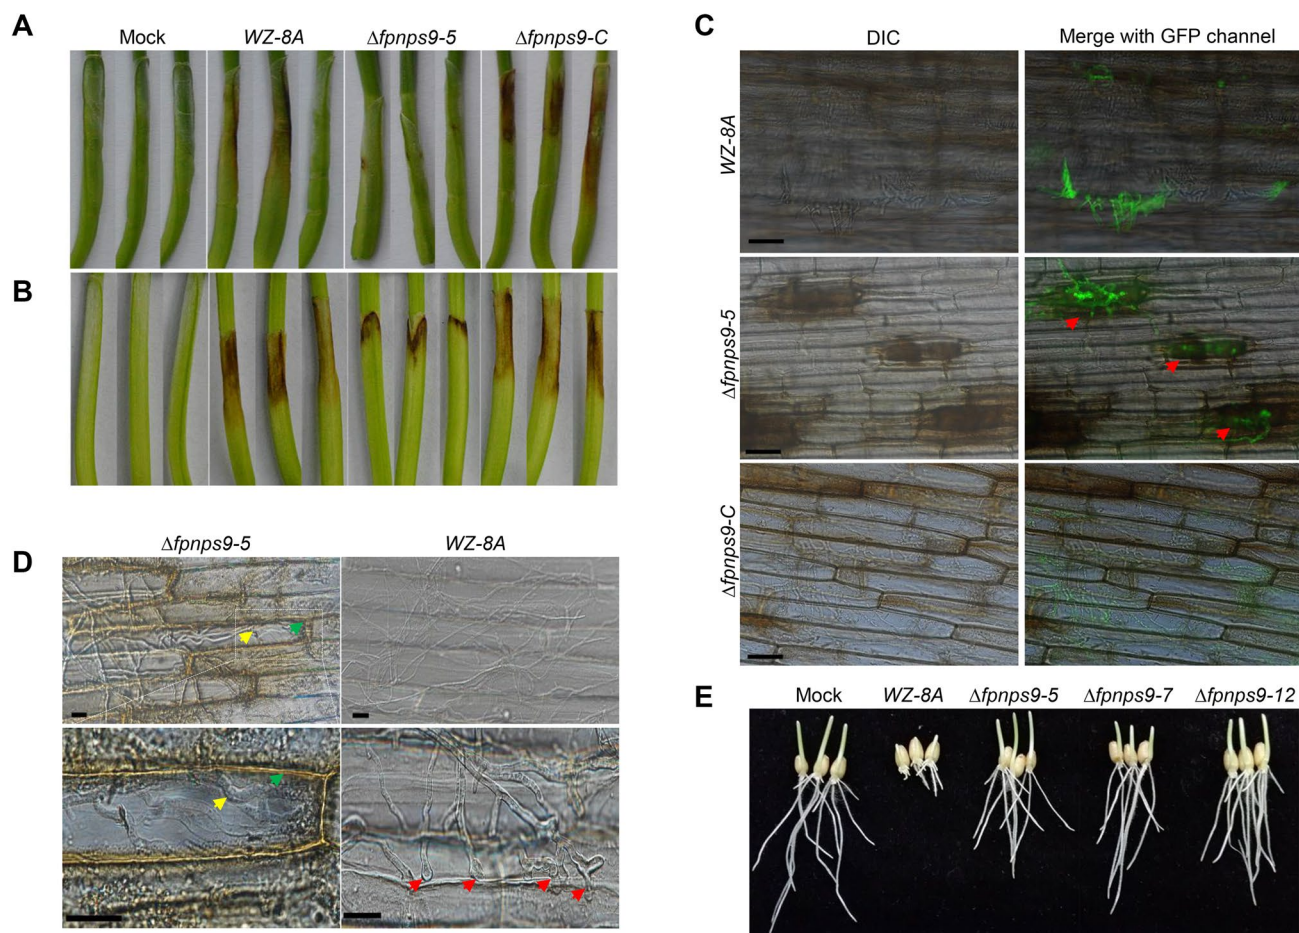 A
Mock WZ-8A Δfpnps9-5 Δfpnps9-C
B
C
DIC Merge with GFP channel
WZ-8A
Δfpnps9-5
Δfpnps9-C
D
Δfpnps9-5 WZ-8A
E
Mock WZ-8A Δfpnps9-5 Δfpnps9-7 Δfpnps9-12